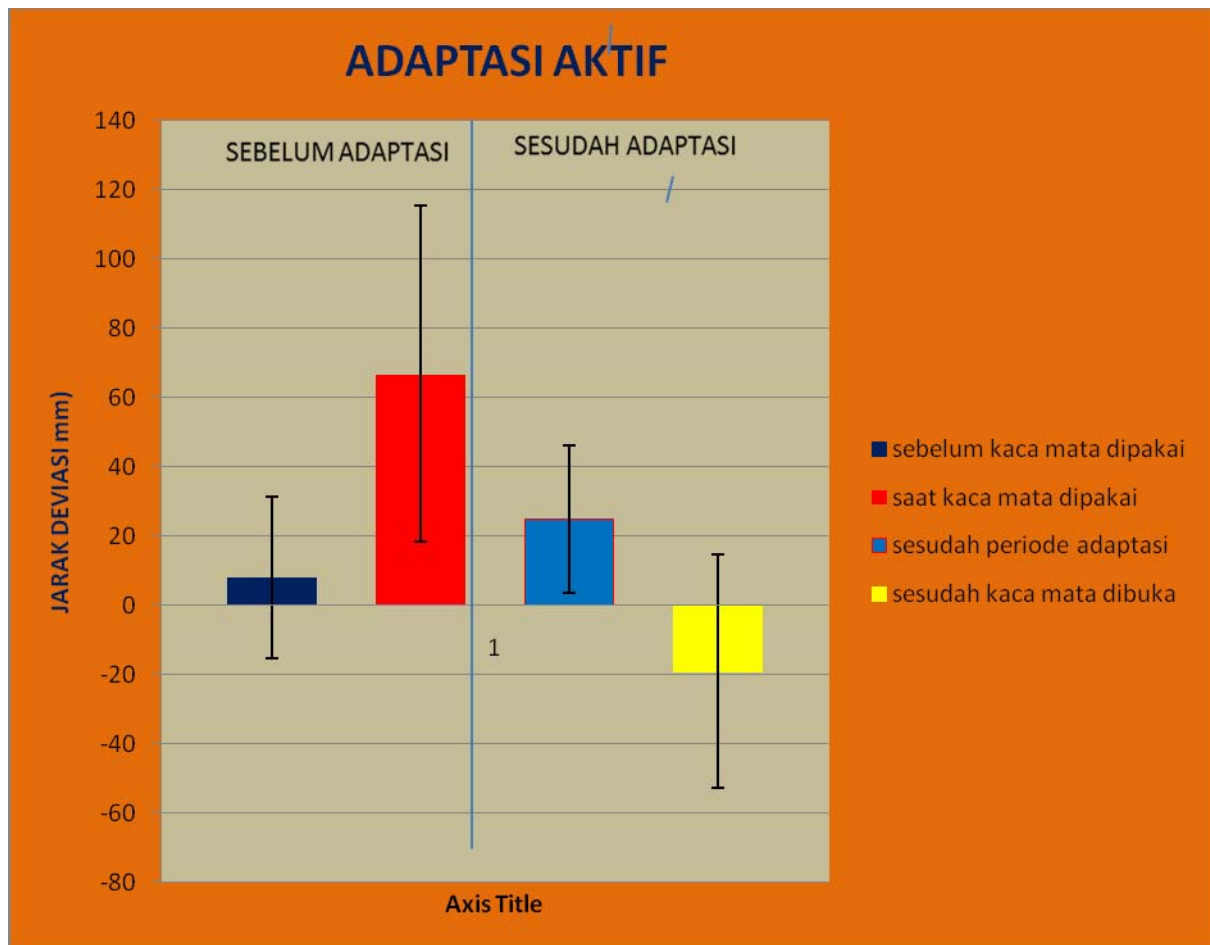 ADAPTASI AKTIF
SEBELUM ADAPTASI
SESUDAH ADAPTASI
140
120
100
80
60
40
20
0
-20
-40
-60
-80
JARAK DEVIASI mm)
1
Axis Title
sebelum kaca mata dipakai
saat kaca mata dipakai
sesudah periode adaptasi
sesudah kaca mata dibuka